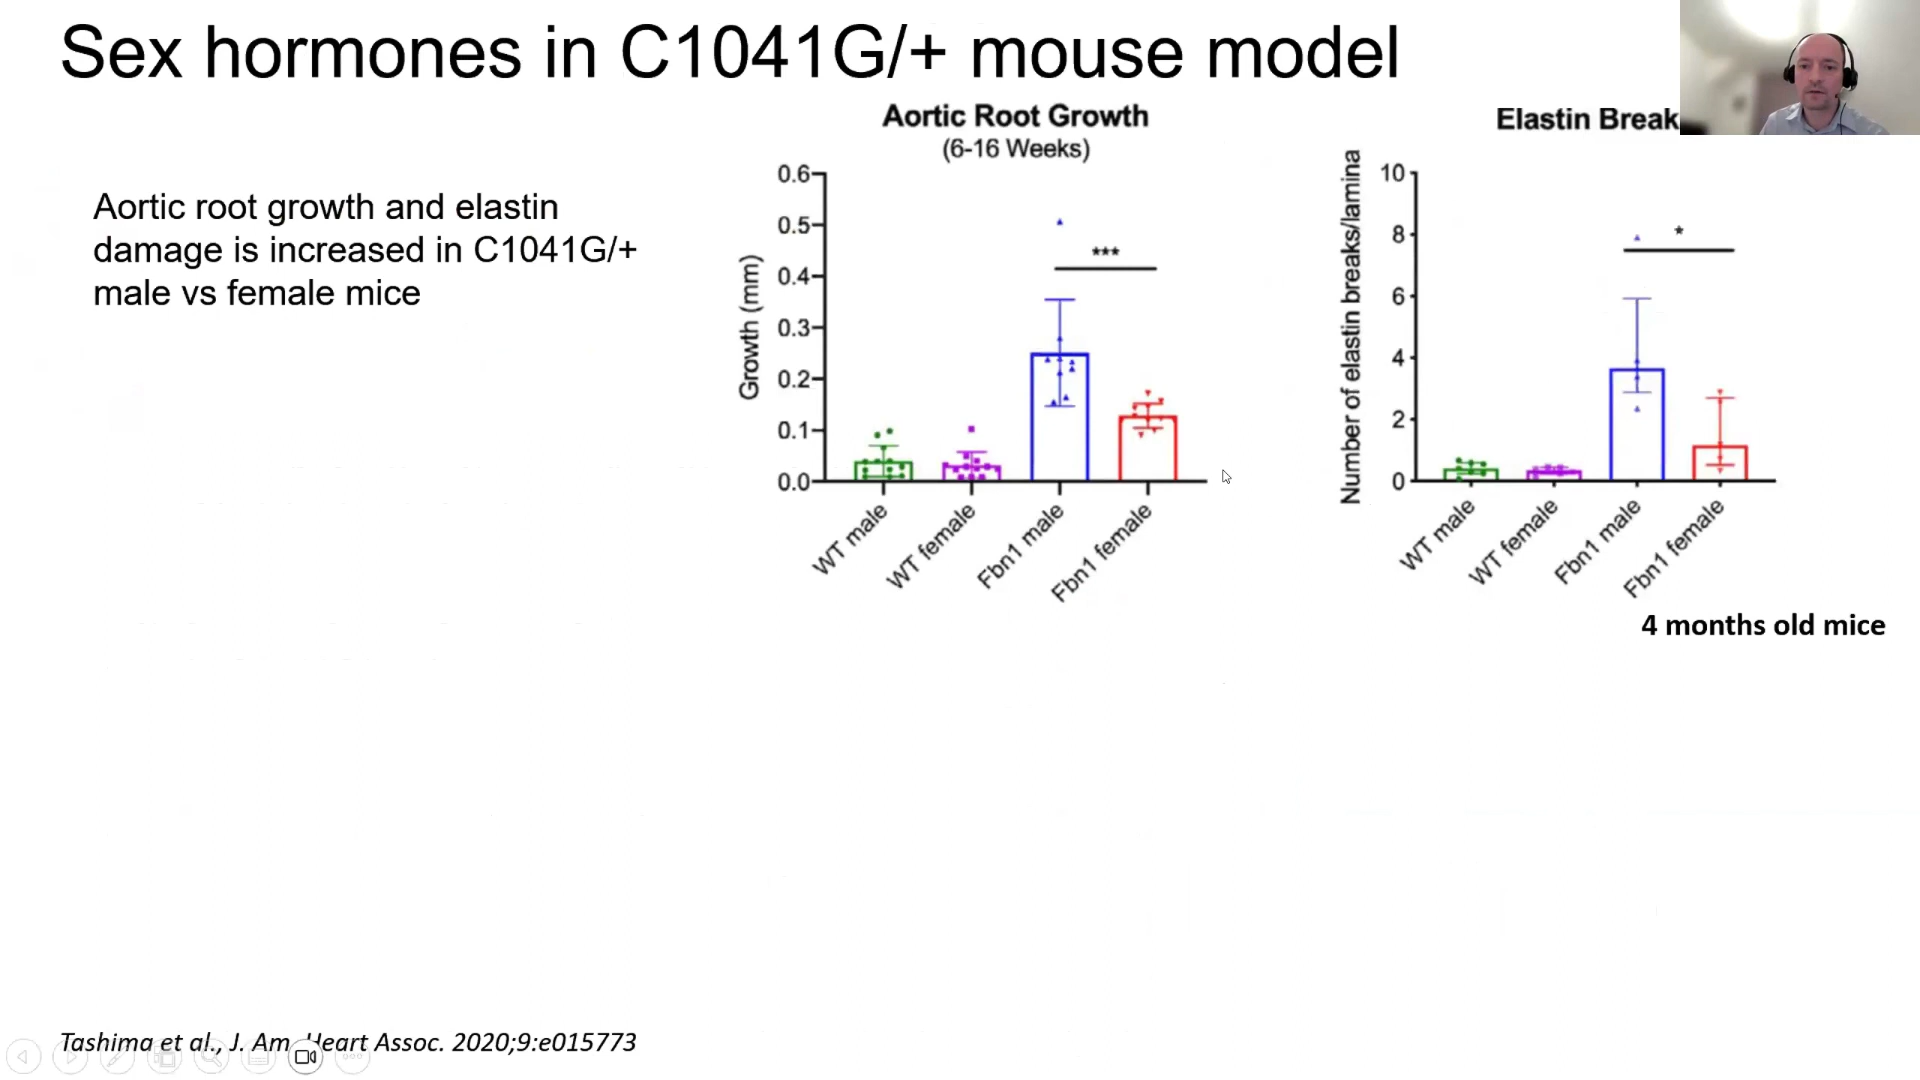 Sex hormones in C1041G/+ mouse model
Aortic root growth and elastin
damage is increased in C1041G/+
male vs female mice
Aortic Root Growth
(6-16 Weeks)
Growth (mm)
0.6
0.5
0.4
0.3
0.2
0.1
0.0
***
WT male
WT female
Fbn1 male
Fbn1 female
Elastin Break
Number of elastin breaks/lamina
10
8
6
4
2
0
*
WT male
WT female
Fbn1 male
Fbn1 female
4 months old mice
Tashima et al., J. Am. Heart Assoc. 2020;9:e015773